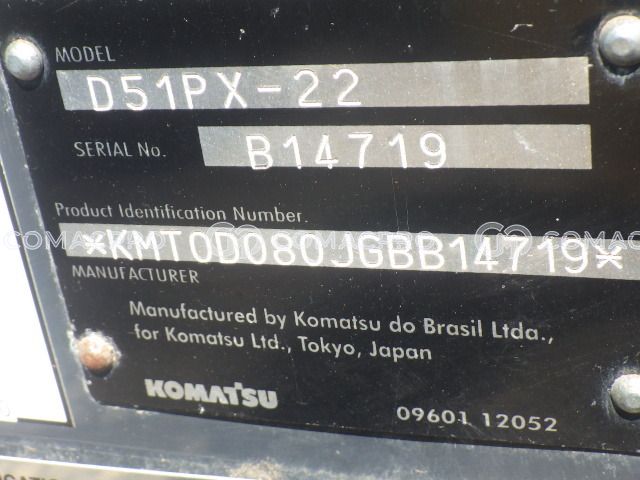 MODEL
D51PX-22
SERIAL No. B14719
Product Identification Number.
*KMT0D080JGBB14719*
MANUFACTURER
Manufactured by Komatsu do Brasil Ltda.,
for Komatsu Ltd., Tokyo, Japan
KOMATSU
09601 12052